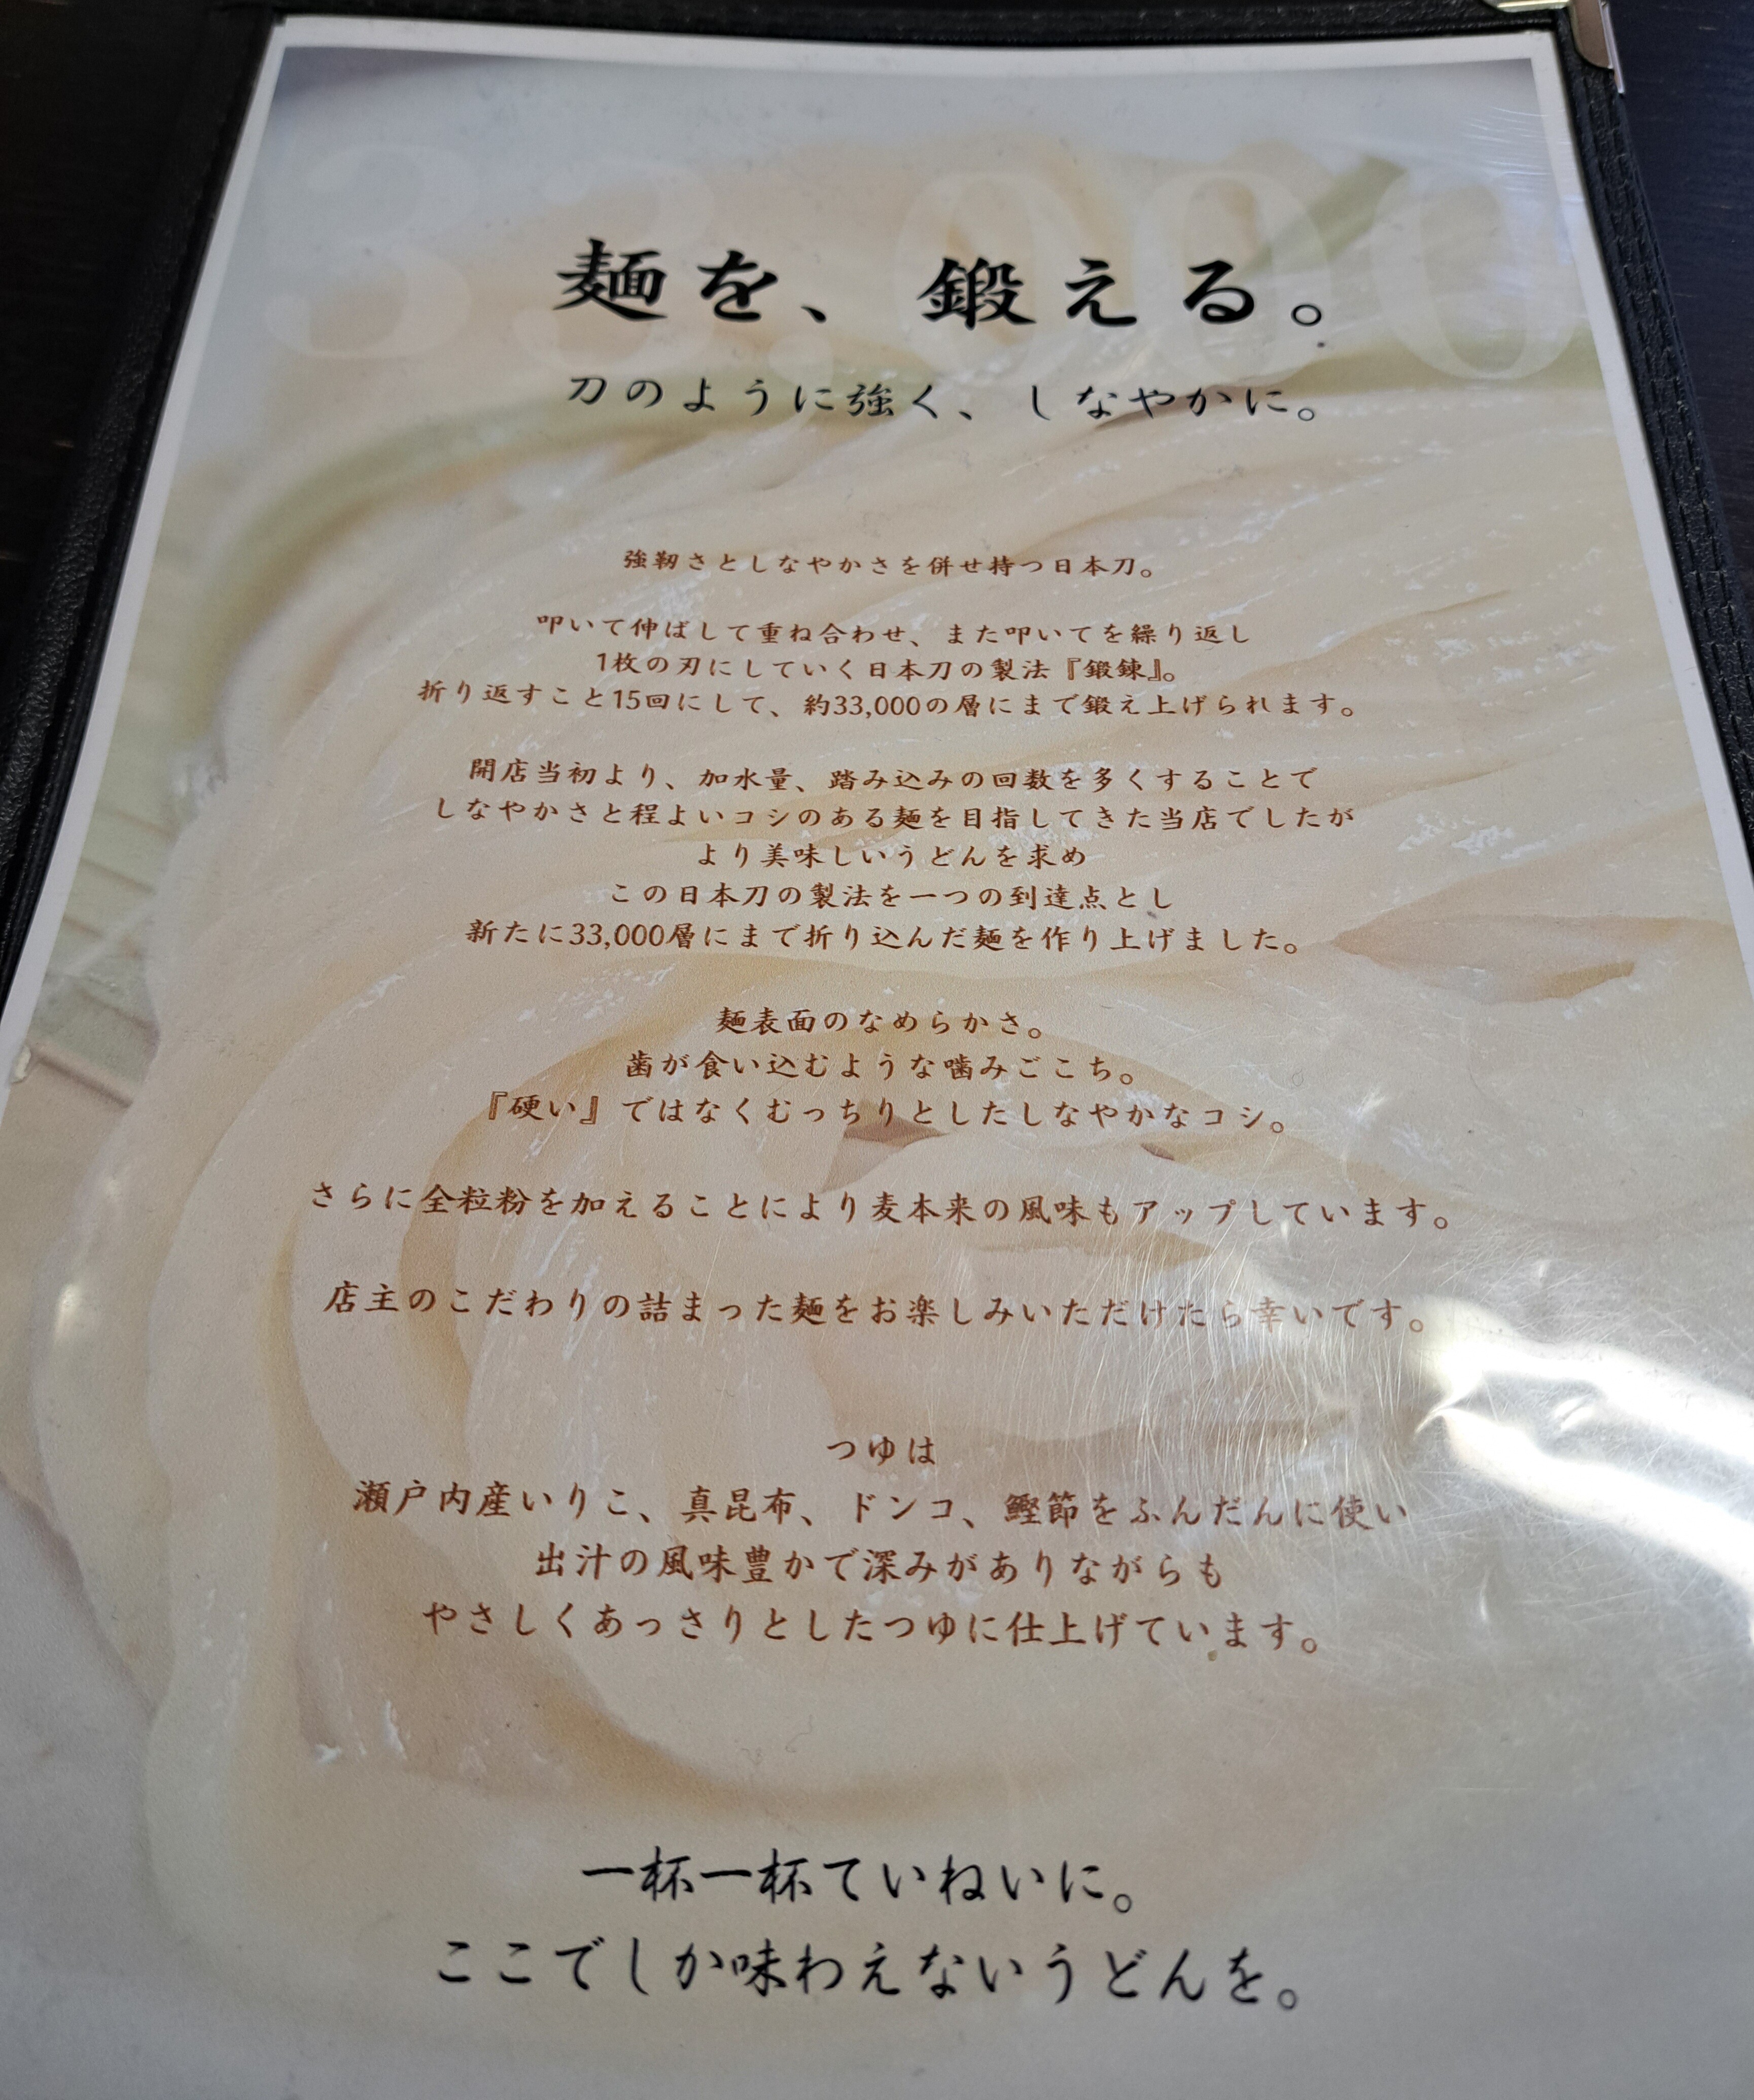 33,000
麺を、鍛える。
刀のように強く、しなやかに。
強靭さとしなやかさを併せ持つ日本刀。
叩いて伸ばして重ね合わせ、また叩いてを繰り返し
1枚の刃にしていく日本刀の製法『鍛錬』。
折り返すこと15回にして、約33,000の層にまで鍛え上げられます。
開店当初より、加水量、踏み込みの回数を多くすることで
しなやかさと程よいコシのある麺を目指してきた当店でしたが
より美味しいうどんを求め
この日本刀の製法を一つの到達点とし
新たに33,000層にまで折り込んだ麺を作り上げました。
麺表面のなめらかさ。
歯が食い込むような噛みごこち。
『硬い』ではなくむっちりとしたしなやかなコシ。
さらに全粒粉を加えることにより麦本来の風味もアップしています。
店主のこだわりの詰まった麺をお楽しみいただけたら幸いです。
つゆは
瀬戸内産いりこ、真昆布、ドンコ、鰹節をふんだんに使い
出汁の風味豊かで深みがありながらも
やさしくあっさりとしたつゆに仕上げています。
一杯一杯ていねいに。
ここでしか味わえないうどんを。